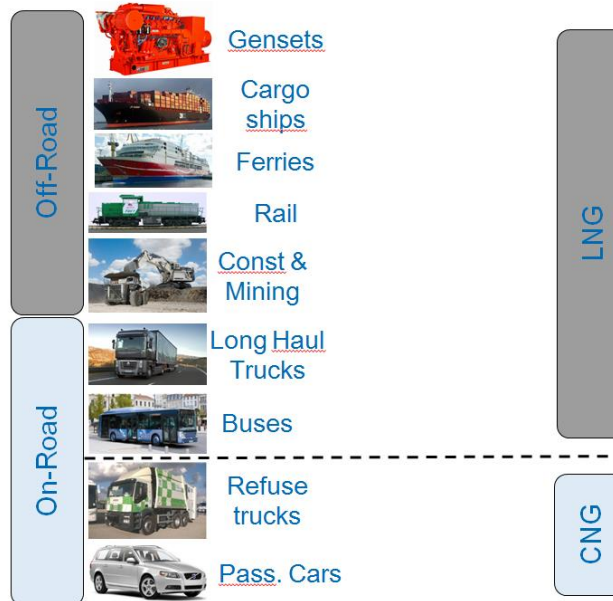 Off-Road
Gensets
Cargo
ships
Ferries
Rail
Const &
Mining
On-Road
Long Haul
Trucks
Buses
Refuse
trucks
Pass. Cars
LNG
CNG